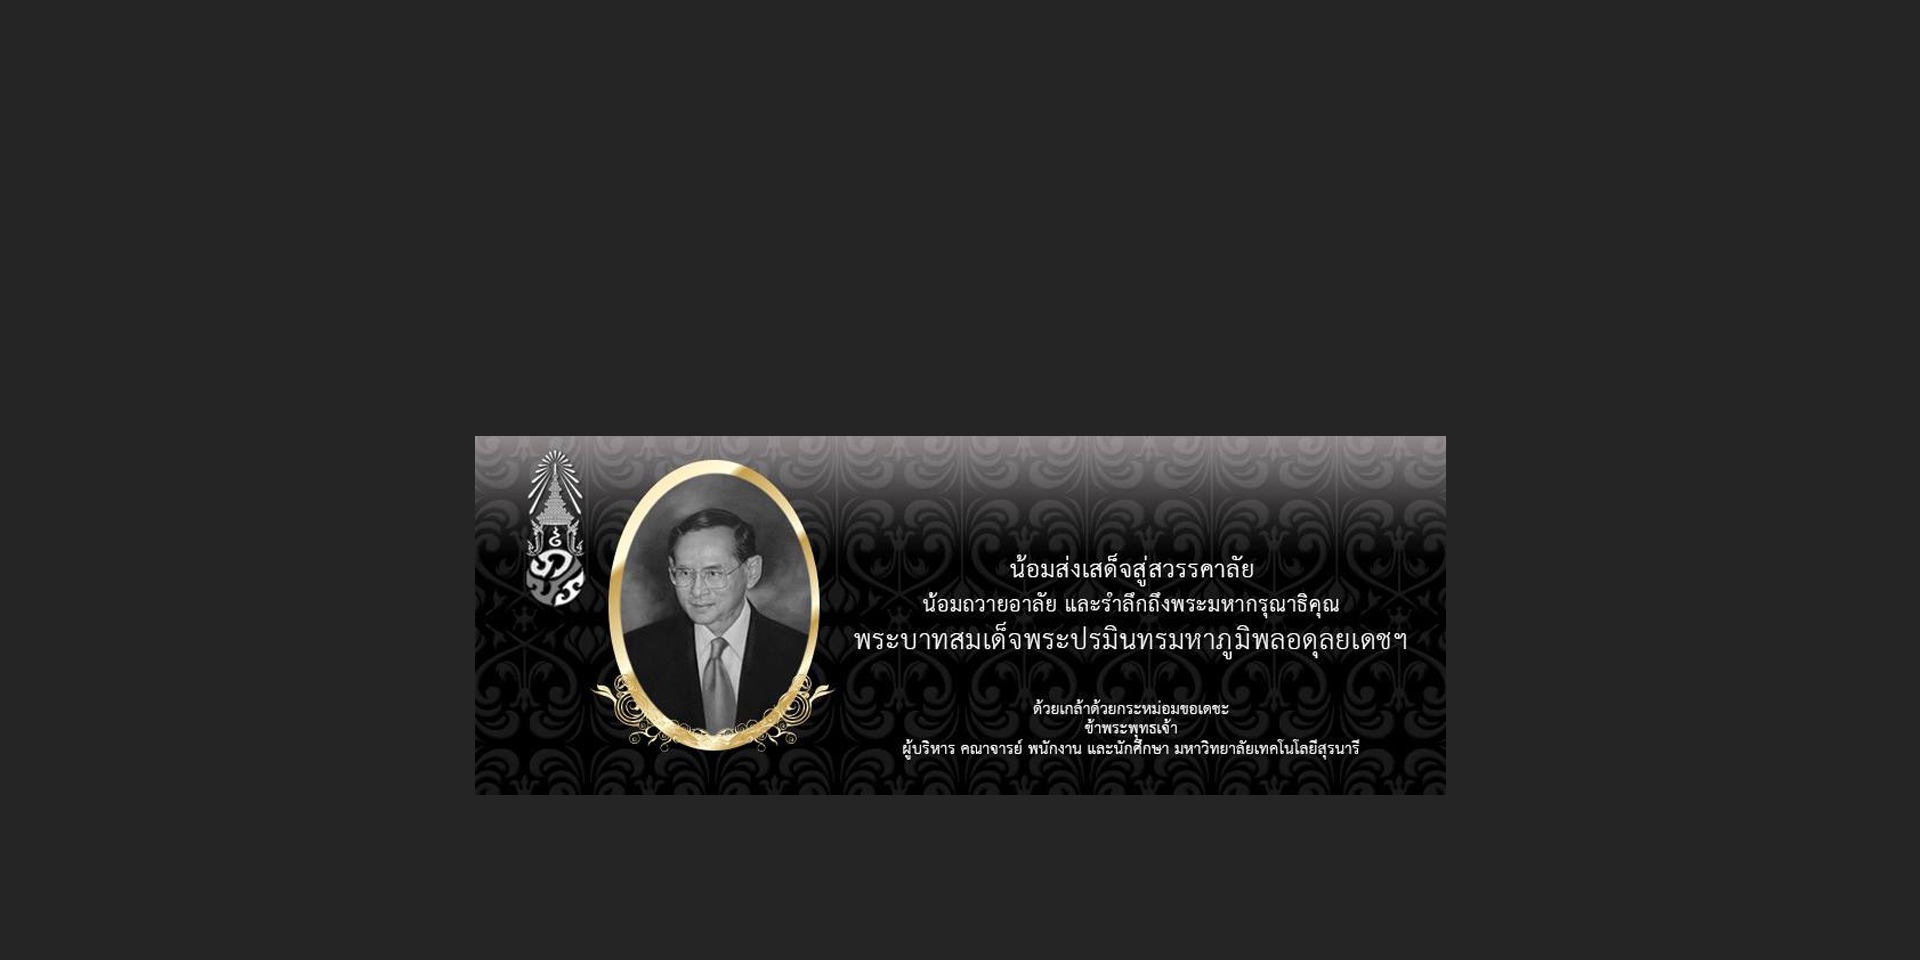 น้อมส่งเสด็จสู่สวรรคาลัย
น้อมถวายอาลัย และรำลึกถึงพระมหากรุณาธิคุณ
พระบาทสมเด็จพระปรมินทรมหาภูมิพลอดุลยเดชฯ
ด้วยเกล้าด้วยกระหม่อมขอเดชะ
ข้าพระพุทธเจ้า
ผู้บริหาร คณาจารย์ พนักงาน และนักศึกษา มหาวิทยาลัยเทคโนโลยีสุรนารี